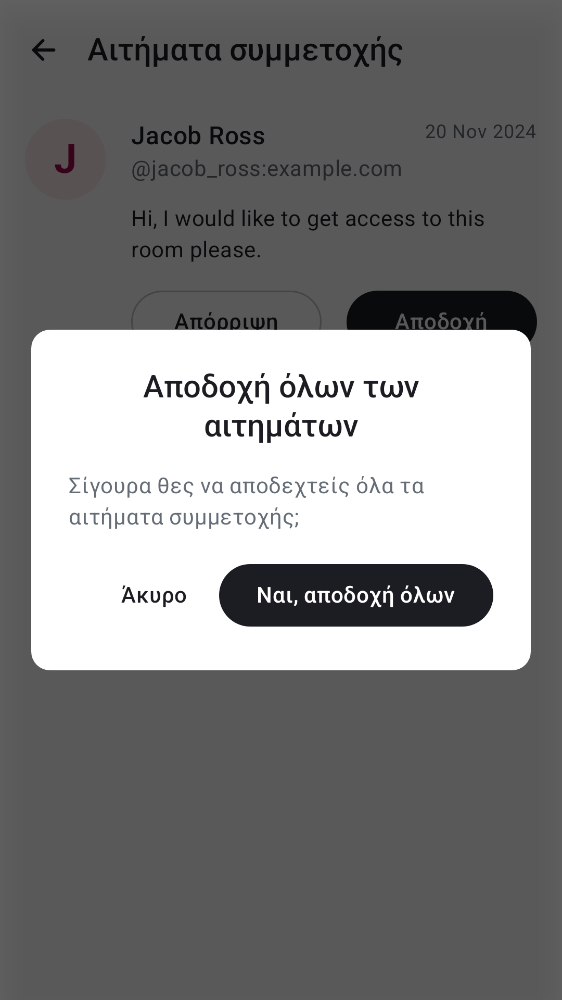 Αιτήματα συμμετοχής
J
Jacob Ross
20 Nov 2024
@jacob_ross:example.com
Hi, I would like to get access to this
room please.
Απόρριψη
Αποδοχή
Αποδοχή όλων των
αιτημάτων
Σίγουρα θες να αποδεχτείς όλα τα
αιτήματα συμμετοχής;
Άκυρο
Ναι, αποδοχή όλων